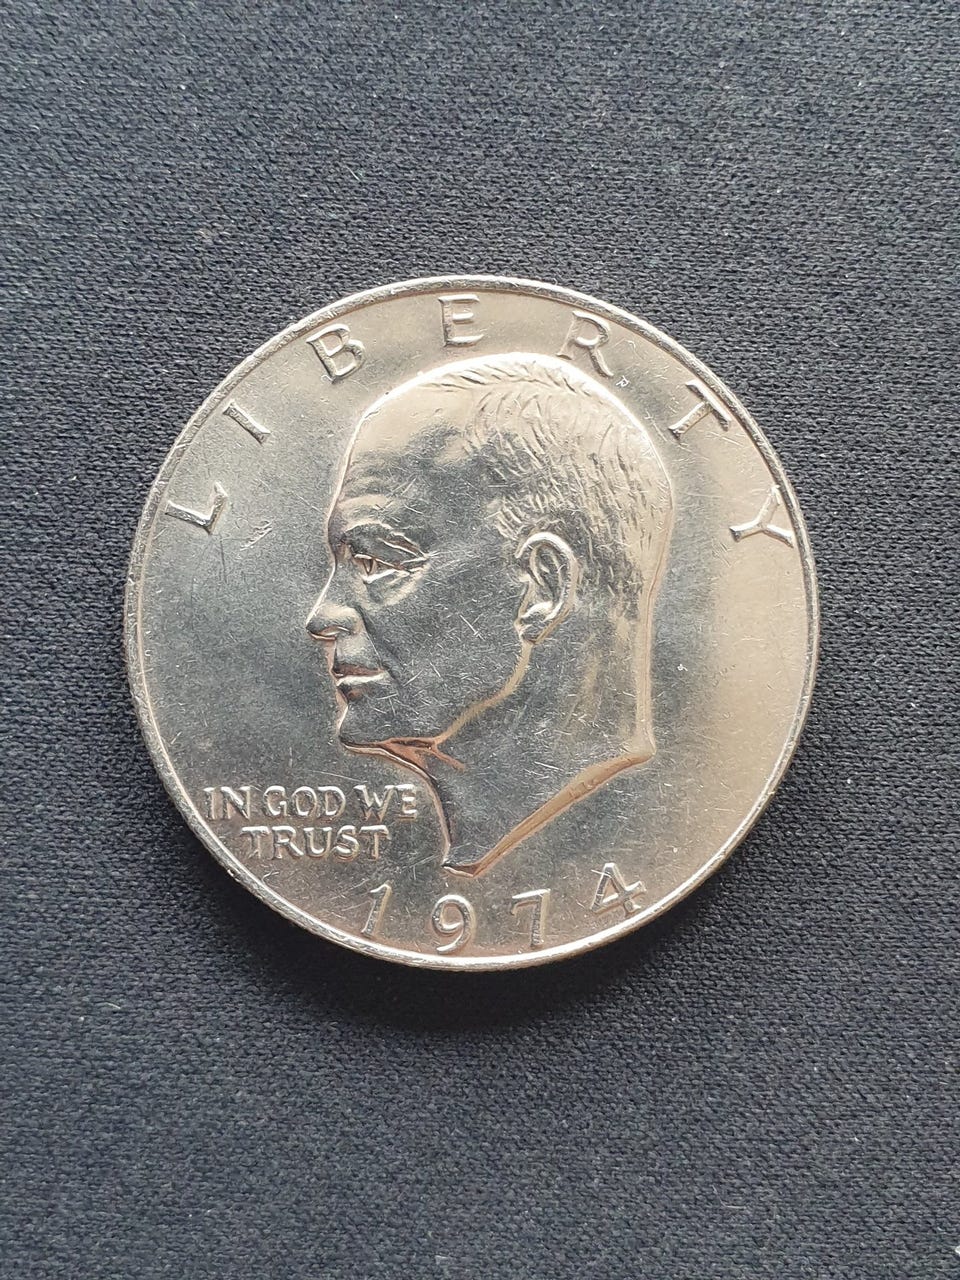 LIBERTY
IN GOD WE
TRUST
1974